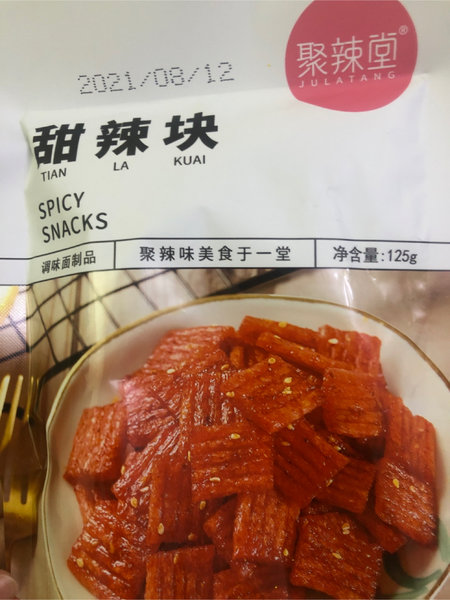 聚辣堂®
JULATANG
2021/08/12
甜辣块
TIAN LA KUAI
SPICY
SNACKS
调味面制品 聚辣味美食于一堂 净含量:125g